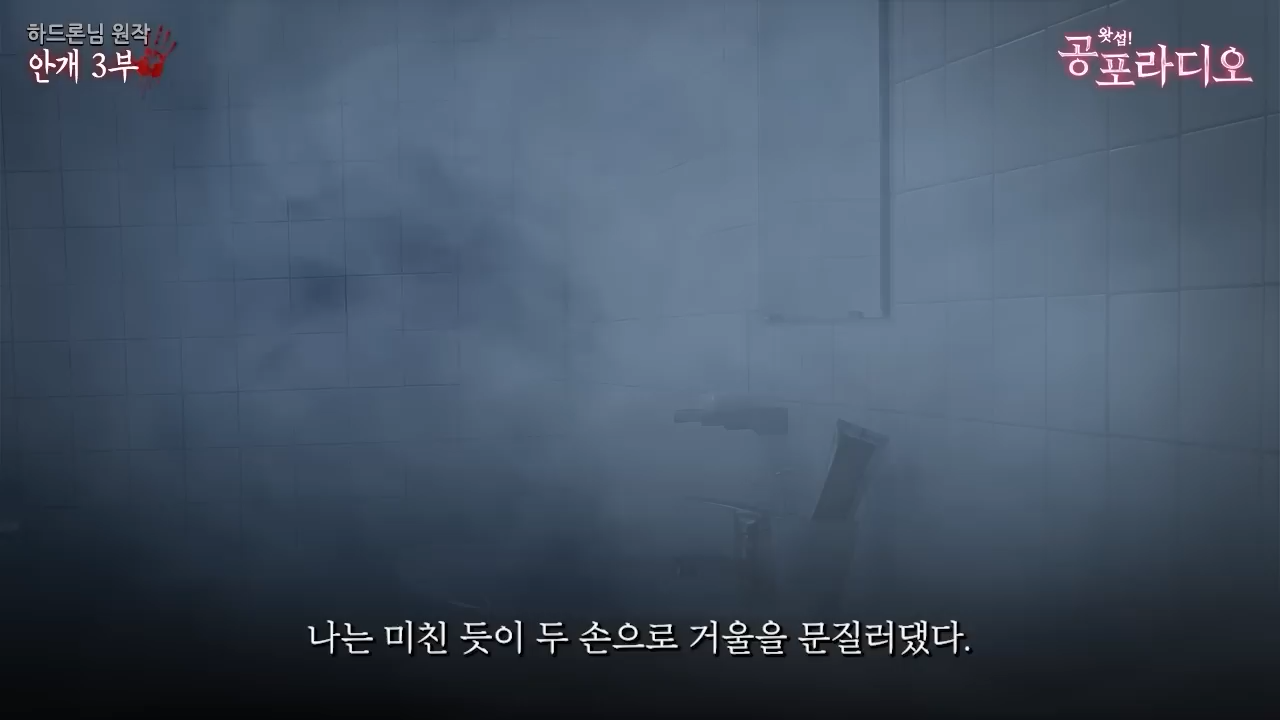 하드론님 원작
안개 3부
왓섭!
공포라디오
나는 미친 듯이 두 손으로 거울을 문질러댔다.